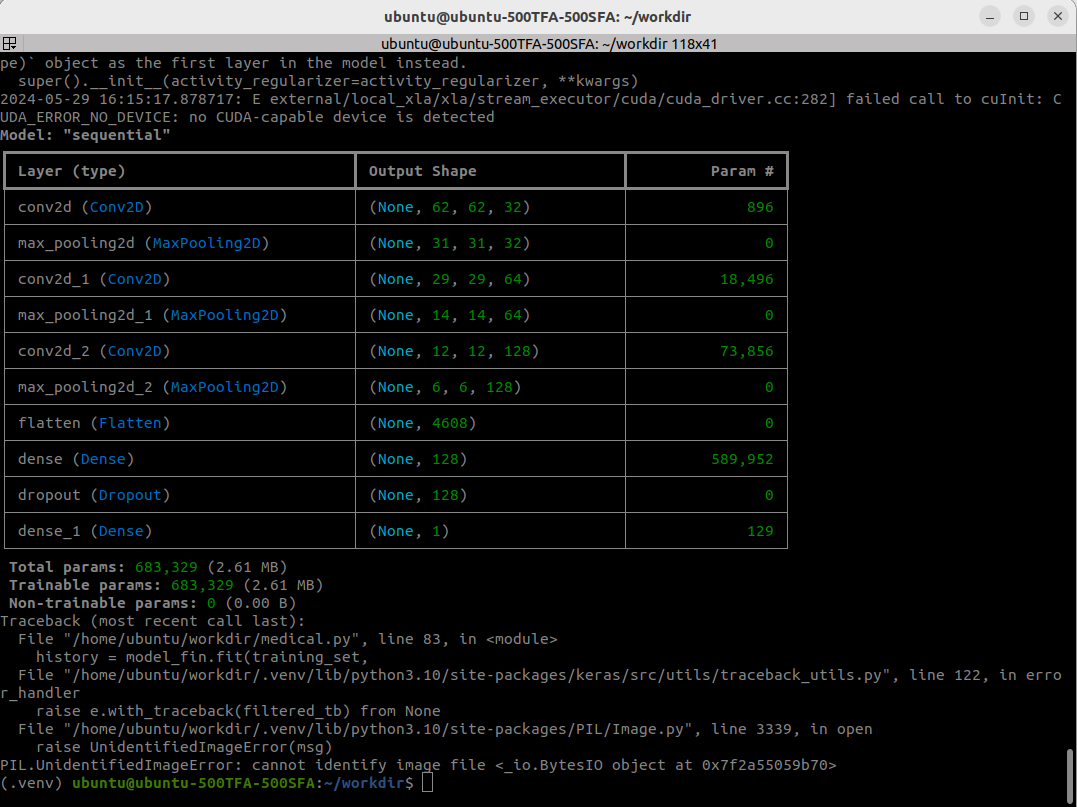 ubuntu@ubuntu-500TFA-500SFA: ~/workdir
ubuntu@ubuntu-500TFA-500SFA: ~/workdir 118x41
pe)` object as the first layer in the model instead.
  super().__init__(activity_regularizer=activity_regularizer, **kwargs)
2024-05-29 16:15:17.878717: E external/local_xla/xla/stream_executor/cuda/cuda_driver.cc:282] failed call to cuInit: C
UDA_ERROR_NO_DEVICE: no CUDA-capable device is detected
Model: "sequential"
Layer (type) Output Shape Param #
conv2d (Conv2D) (None, 62, 62, 32) 896
max_pooling2d (MaxPooling2D) (None, 31, 31, 32) 0
conv2d_1 (Conv2D) (None, 29, 29, 64) 18,496
max_pooling2d_1 (MaxPooling2D) (None, 14, 14, 64) 0
conv2d_2 (Conv2D) (None, 12, 12, 128) 73,856
max_pooling2d_2 (MaxPooling2D) (None, 6, 6, 128) 0
flatten (Flatten) (None, 4608) 0
dense (Dense) (None, 128) 589,952
dropout (Dropout) (None, 128) 0
dense_1 (Dense) (None, 1) 129
 Total params: 683,329 (2.61 MB)
 Trainable params: 683,329 (2.61 MB)
 Non-trainable params: 0 (0.00 B)
Traceback (most recent call last):
  File "/home/ubuntu/workdir/medical.py", line 83, in <module>
    history = model_fin.fit(training_set,
  File "/home/ubuntu/workdir/.venv/lib/python3.10/site-packages/keras/src/utils/traceback_utils.py", line 122, in erro
r_handler
    raise e.with_traceback(filtered_tb) from None
  File "/home/ubuntu/workdir/.venv/lib/python3.10/site-packages/PIL/Image.py", line 3339, in open
    raise UnidentifiedImageError(msg)
PIL.UnidentifiedImageError: cannot identify image file <_io.BytesIO object at 0x7f2a55059b70>
(.venv) ubuntu@ubuntu-500TFA-500SFA:~/workdir$